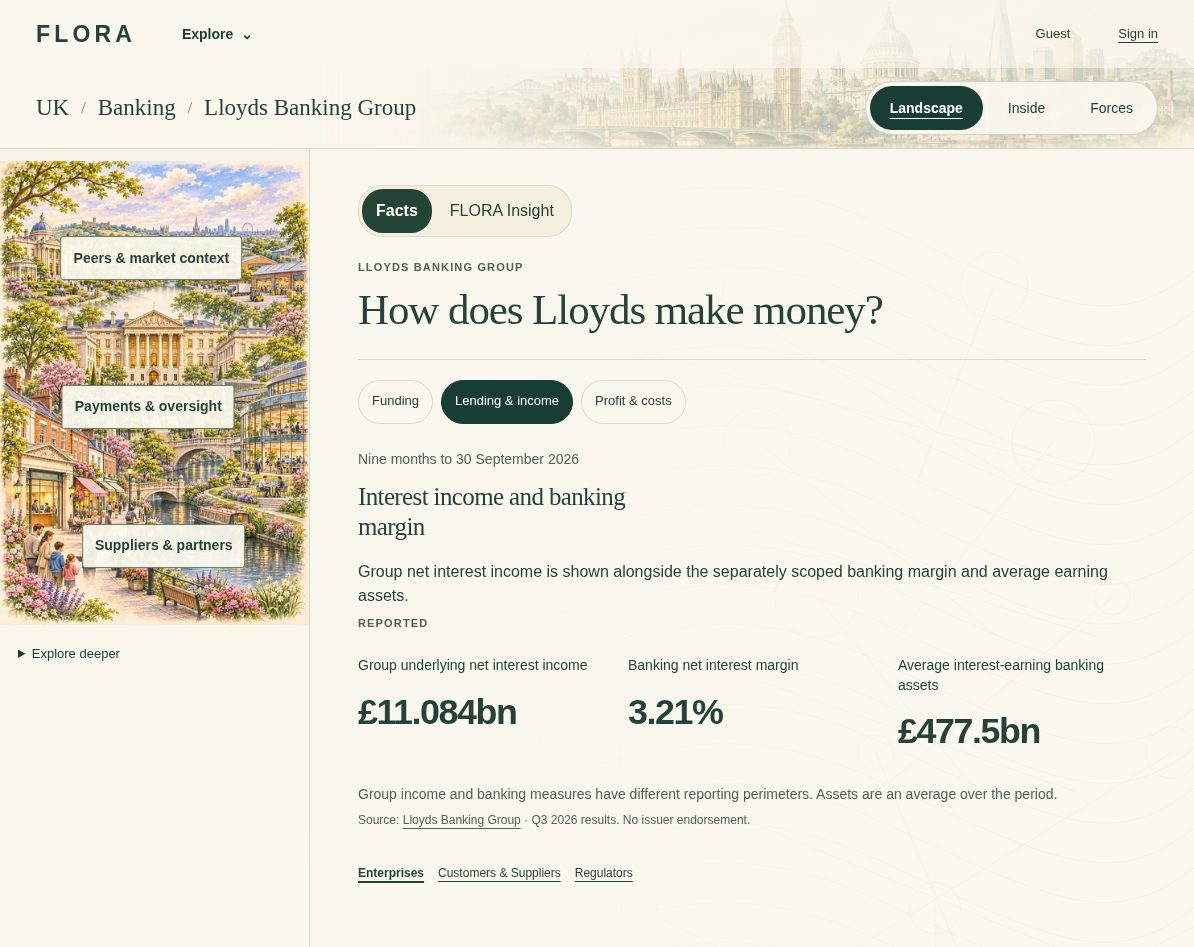 FLORA
Explore
Guest
Sign in
UK / Banking / Lloyds Banking Group
Landscape
Inside
Forces
Peers & market context
Payments & oversight
Suppliers & partners
Explore deeper
Facts
FLORA Insight
LLOYDS BANKING GROUP
How does Lloyds make money?
Funding
Lending & income
Profit & costs
Nine months to 30 September 2026
Interest income and banking
margin
Group net interest income is shown alongside the separately scoped banking margin and average earning
assets.
REPORTED
Group underlying net interest income
£11.084bn
Banking net interest margin
3.21%
Average interest-earning banking
assets
£477.5bn
Group income and banking measures have different reporting perimeters. Assets are an average over the period.
Source: Lloyds Banking Group · Q3 2026 results. No issuer endorsement.
Enterprises
Customers & Suppliers
Regulators